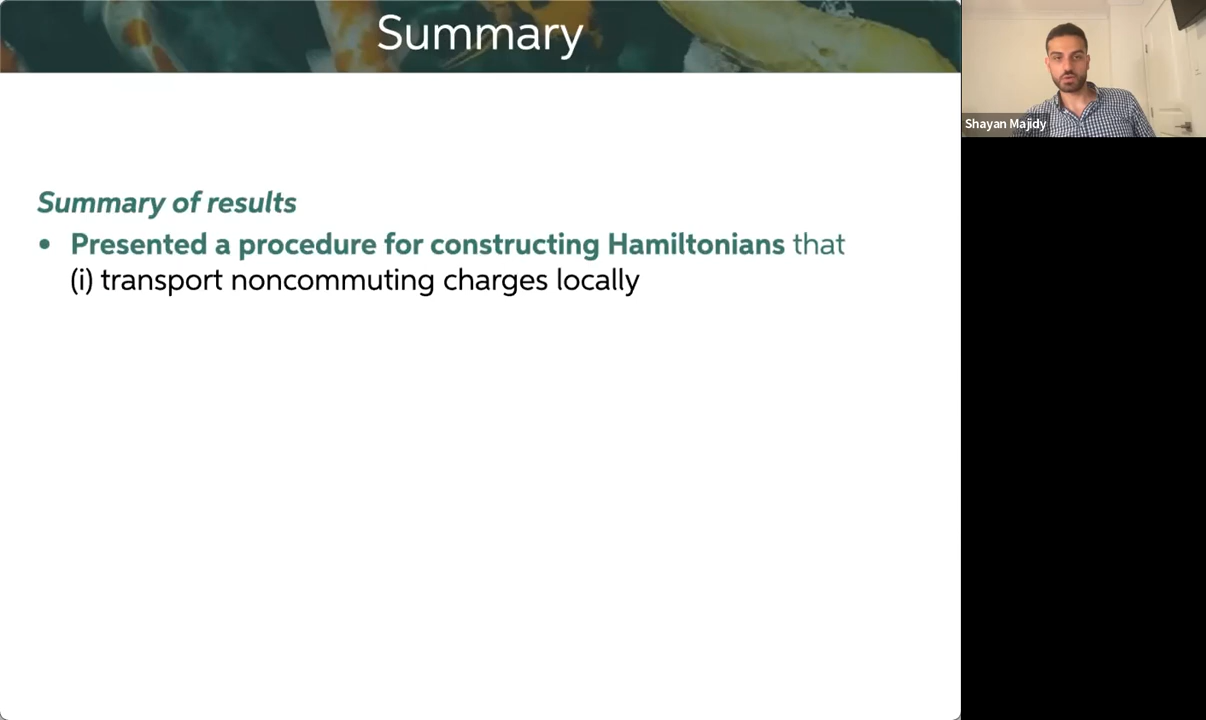 Summary
Shayan Majidy
Summary of results
• Presented a procedure for constructing Hamiltonians that
(i) transport noncommuting charges locally